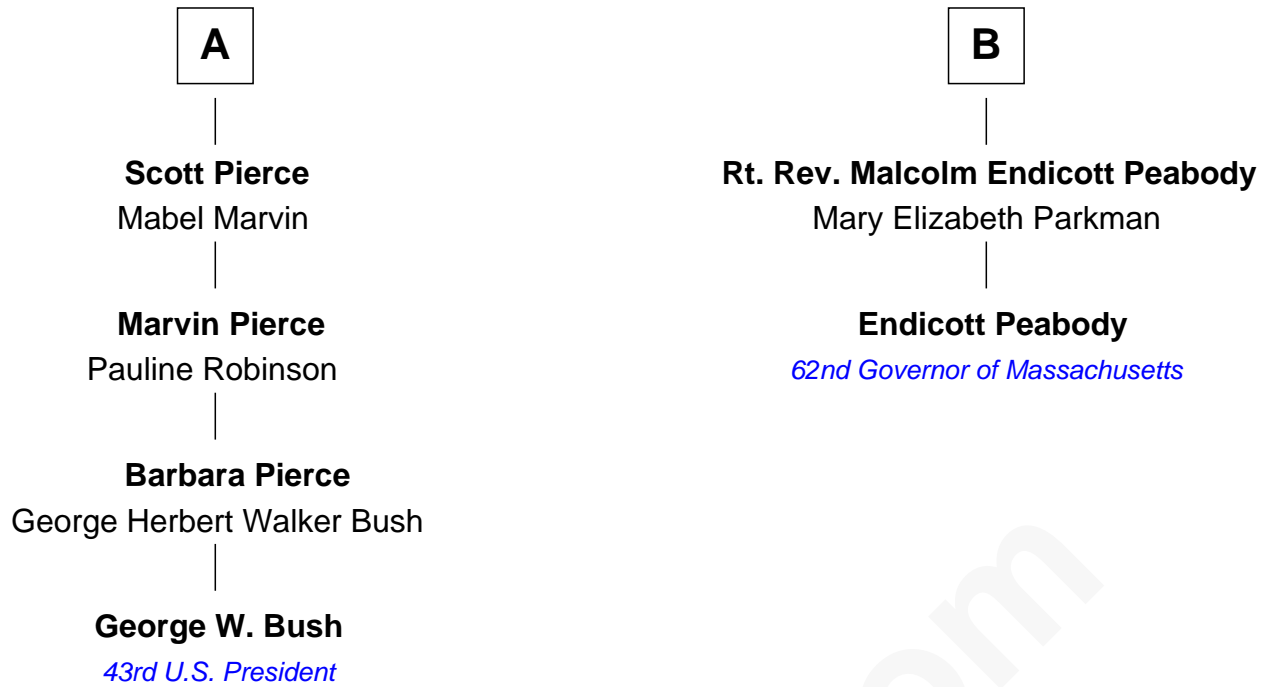 A
Scott Pierce
Mabel Marvin
Marvin Pierce
Pauline Robinson
Barbara Pierce
George Herbert Walker Bush
George W. Bush
43rd U.S. President
B
Rt. Rev. Malcolm Endicott Peabody
Mary Elizabeth Parkman
Endicott Peabody
62nd Governor of Massachusetts
om